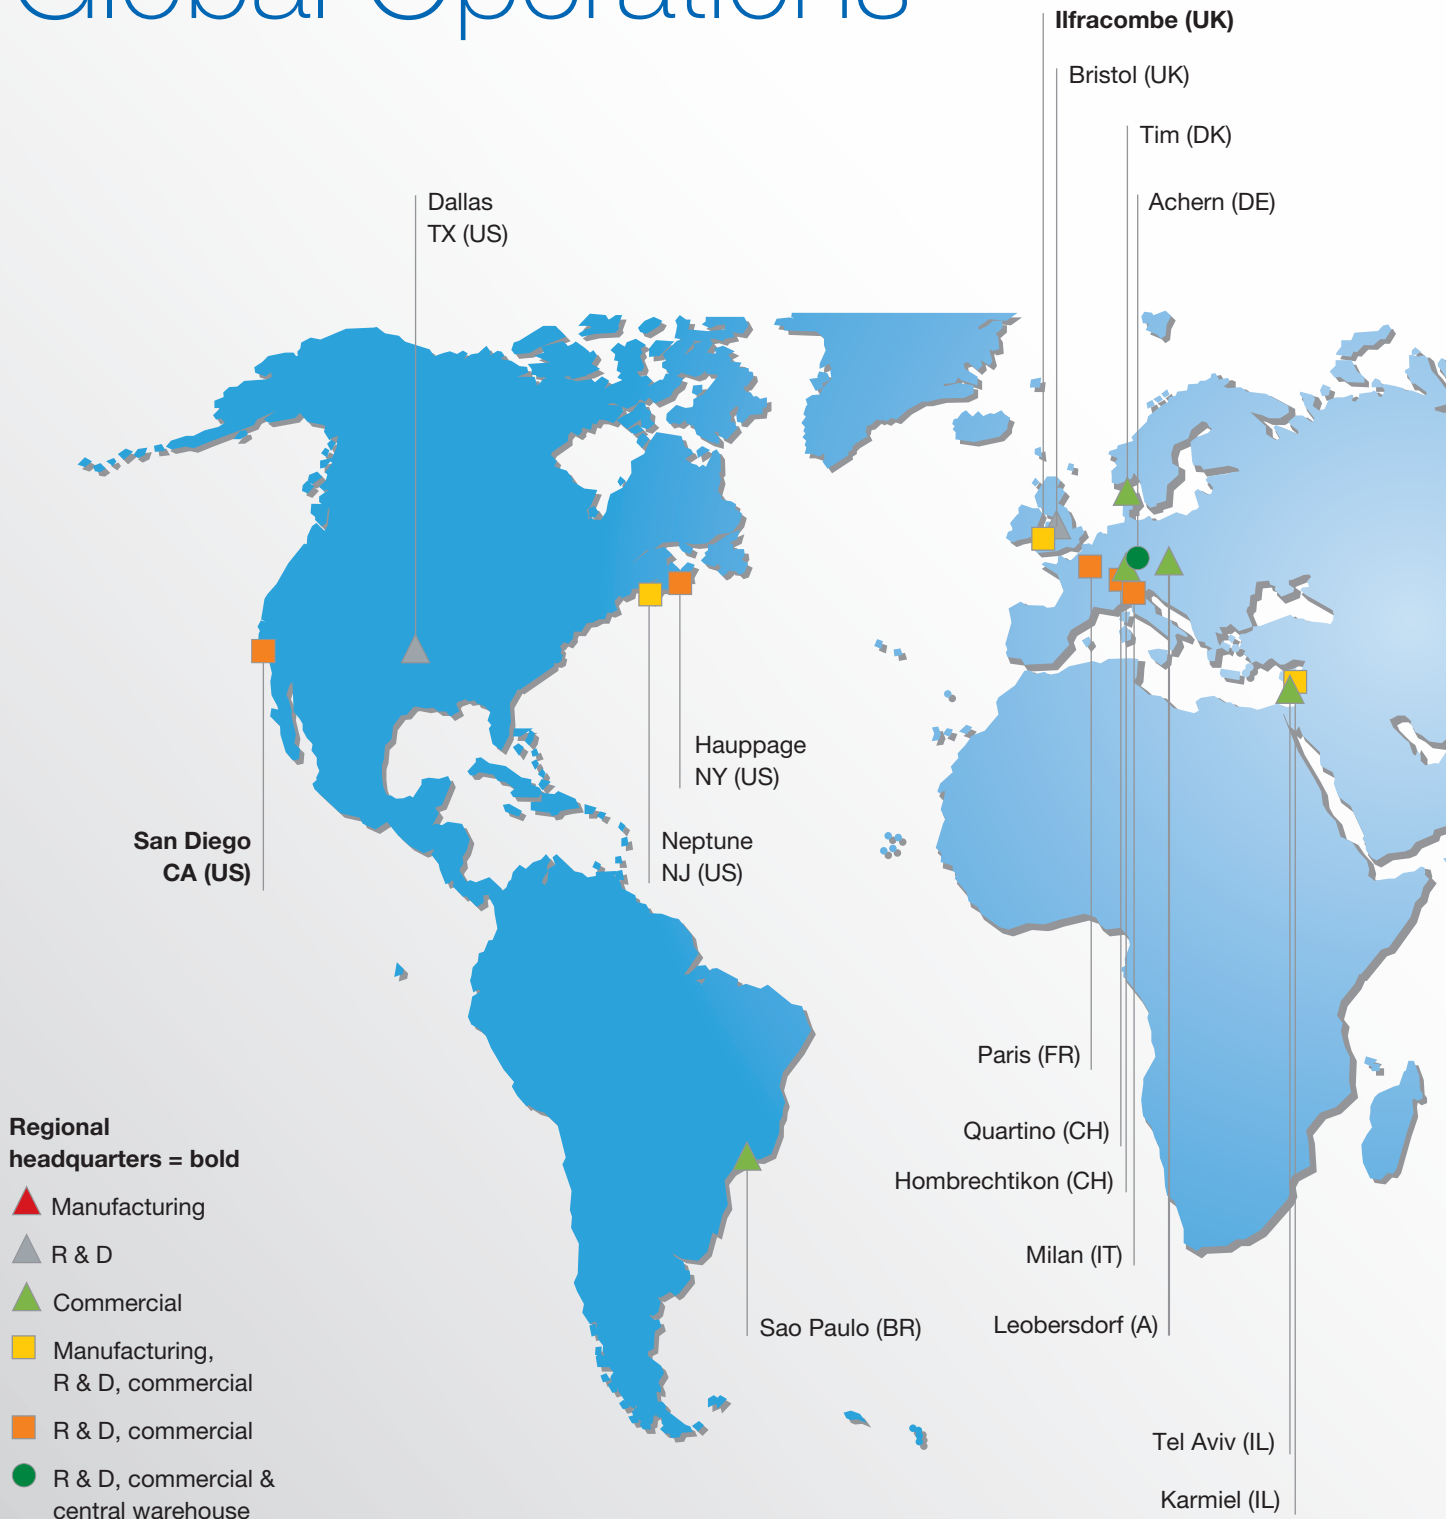 Global Operations
Ilfracombe (UK)
Bristol (UK)
Tim (DK)
Achern (DE)
Dallas
TX (US)
Hauppage
NY (US)
San Diego
CA (US)
Neptune
NJ (US)
Paris (FR)
Quartino (CH)
Hombrechtikon (CH)
Milan (IT)
Leobersdorf (A)
Sao Paulo (BR)
Tel Aviv (IL)
Karmiel (IL)
Regional
headquarters = bold
Manufacturing
R & D
Commercial
Manufacturing,
R & D, commercial
R & D, commercial
R & D, commercial &
central warehouse